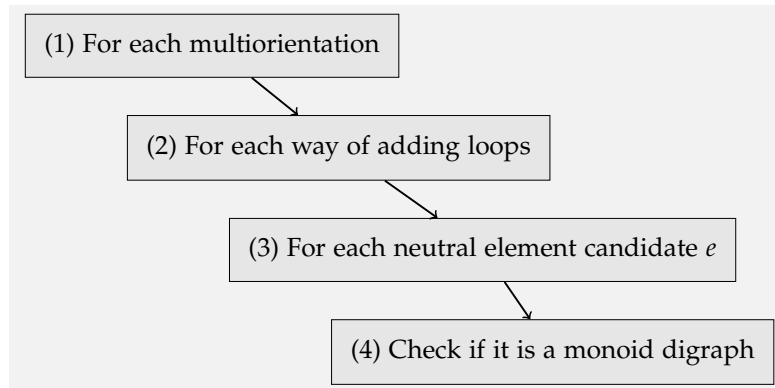 (1) For each multiorientation
(2) For each way of adding loops
(3) For each neutral element candidate e
(4) Check if it is a monoid digraph